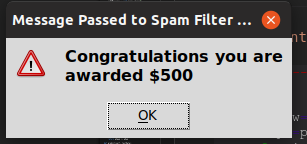 Message Passed to Spam Filter ...
Congratulations you are
awarded $500
OK